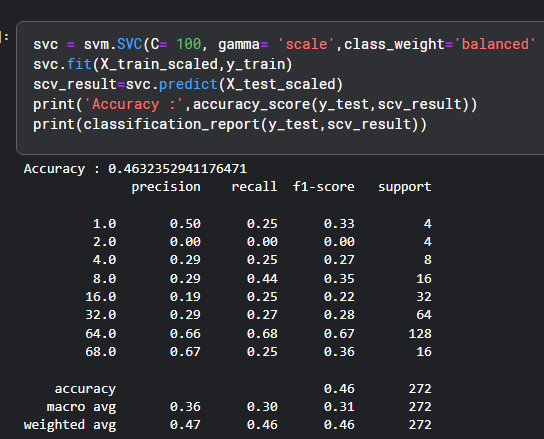 ]:
svc = svm.SVC(C= 100, gamma= 'scale',class_weight='balanced'
svc.fit(X_train_scaled,y_train)
scv_result=svc.predict(X_test_scaled)
print('Accuracy :',accuracy_score(y_test,scv_result))
print(classification_report(y_test,scv_result))
Accuracy : 0.4632352941176471
precision recall f1-score support
1.0 0.50 0.25 0.33 4
2.0 0.00 0.00 0.00 4
4.0 0.29 0.25 0.27 8
8.0 0.29 0.44 0.35 16
16.0 0.19 0.25 0.22 32
32.0 0.29 0.27 0.28 64
64.0 0.66 0.68 0.67 128
68.0 0.67 0.25 0.36 16
accuracy 0.46 272
macro avg 0.36 0.30 0.31 272
weighted avg 0.47 0.46 0.46 272